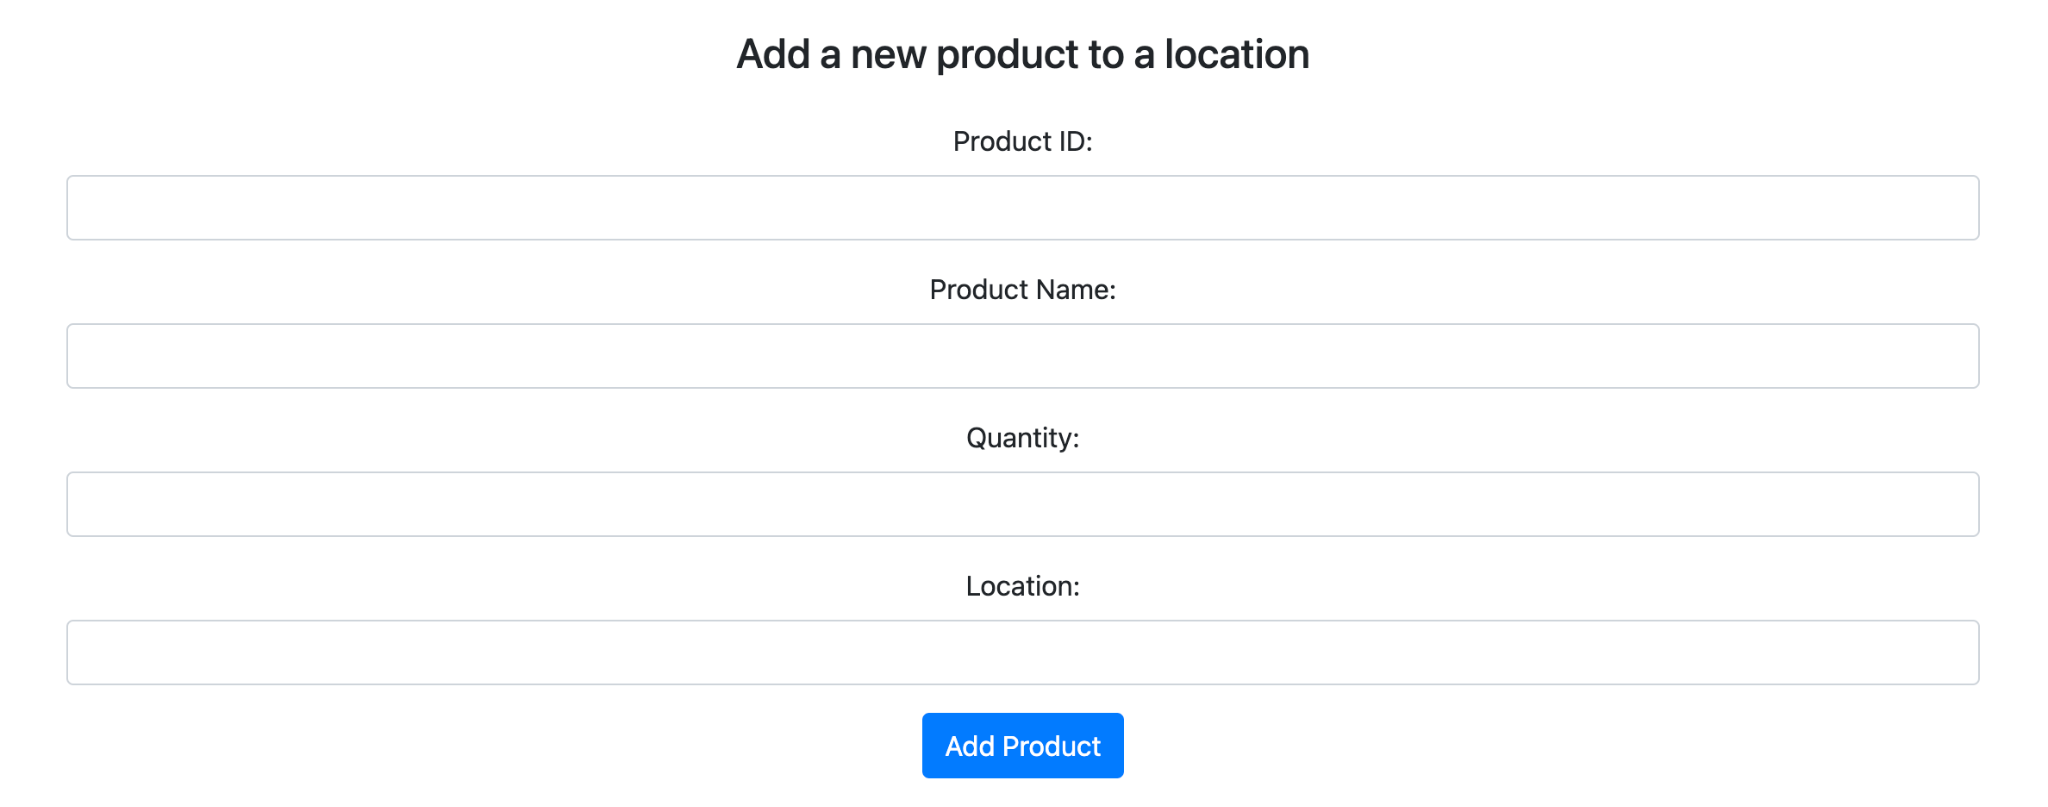 Add a new product to a location
Product ID:
Product Name:
Quantity:
Location:
Add Product